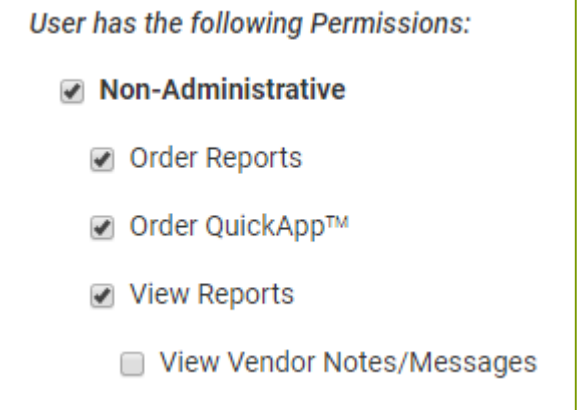 User has the following Permissions:
Non-Administrative
Order Reports
Order QuickApp™
View Reports
View Vendor Notes/Messages